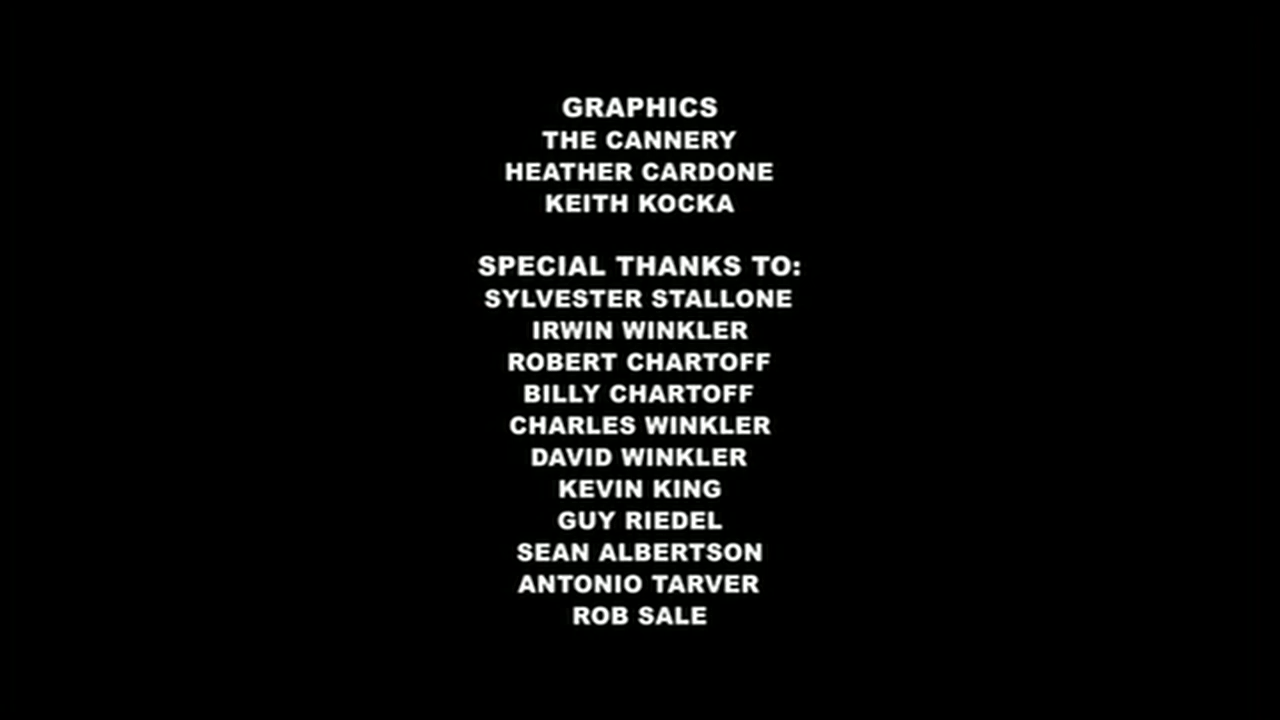 GRAPHICS
THE CANNERY
HEATHER CARDONE
KEITH KOCKA
SPECIAL THANKS TO:
SYLVESTER STALLONE
IRWIN WINKLER
ROBERT CHARTOFF
BILLY CHARTOFF
CHARLES WINKLER
DAVID WINKLER
KEVIN KING
GUY RIEDEL
SEAN ALBERTSON
ANTONIO TARVER
ROB SALE